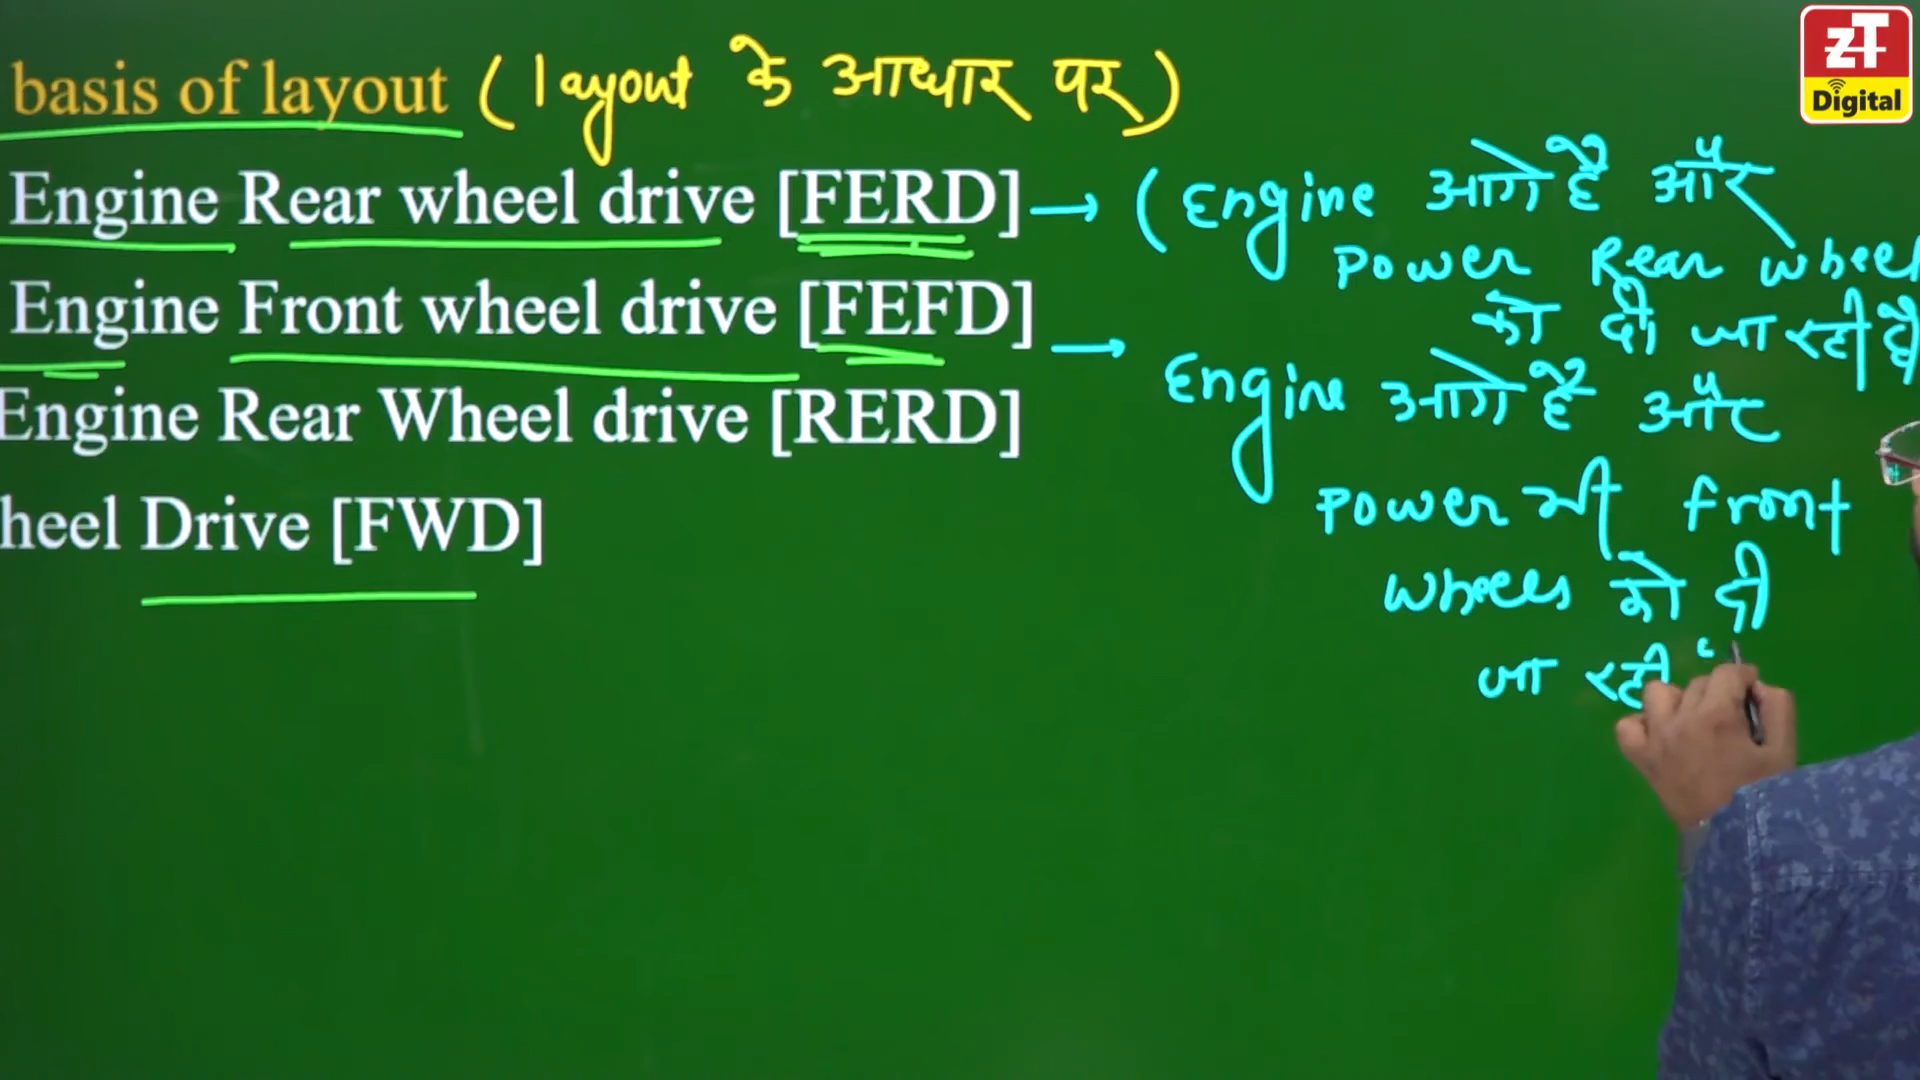 basis of layout (layout के आधार पर)
Engine Rear wheel drive [FERD] → (Engine आगे है और
Power Rear wheel
को दी जा रही है
Engine Front wheel drive [FEFD] → Engine आगे है और
Power भी front
wheels को दी
जा रही
Engine Rear Wheel drive [RERD]
heel Drive [FWD]
ZT
Digital